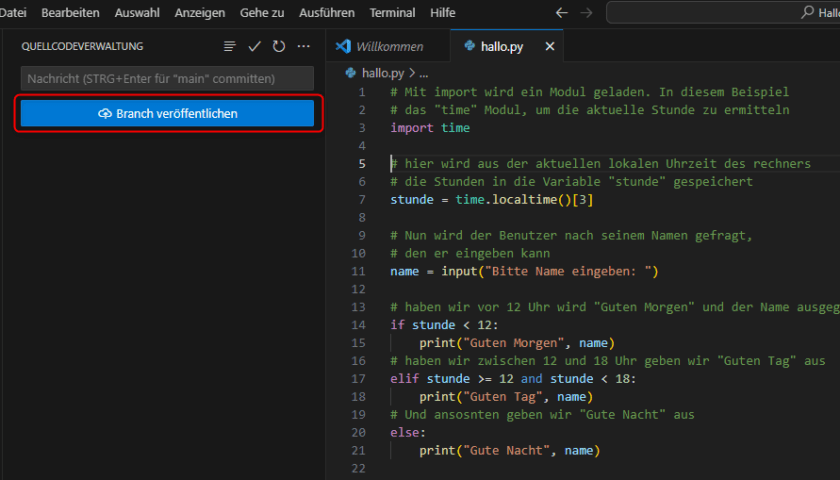 Datei Bearbeiten Auswahl Anzeigen Gehe zu Ausführen Terminal Hilfe
QUELLCODEVERWALTUNG
Nachricht (STRG+Enter für "main" committen)
Branch veröffentlichen
Willkommen
hallo.py
hallo.py > ...
1 # Mit import wird ein Modul geladen. In diesem Beispiel
2 # das "time" Modul, um die aktuelle Stunde zu ermitteln
3 import time
4
5 # hier wird aus der aktuellen lokalen Uhrzeit des rechners
6 # die Stunden in die Variable "stunde" gespeichert
7 stunde = time.localtime()[3]
8
9 # Nun wird der Benutzer nach seinem Namen gefragt,
10 # den er eingeben kann
11 name = input("Bitte Name eingeben: ")
12
13 # haben wir vor 12 Uhr wird "Guten Morgen" und der Name ausgeg
14 if stunde < 12:
15 print("Guten Morgen", name)
16 # haben wir zwischen 12 und 18 Uhr geben wir "Guten Tag" aus
17 elif stunde >= 12 and stunde < 18:
18 print("Guten Tag", name)
19 # Und ansosnten geben wir "Gute Nacht" aus
20 else:
21 print("Gute Nacht", name)
22